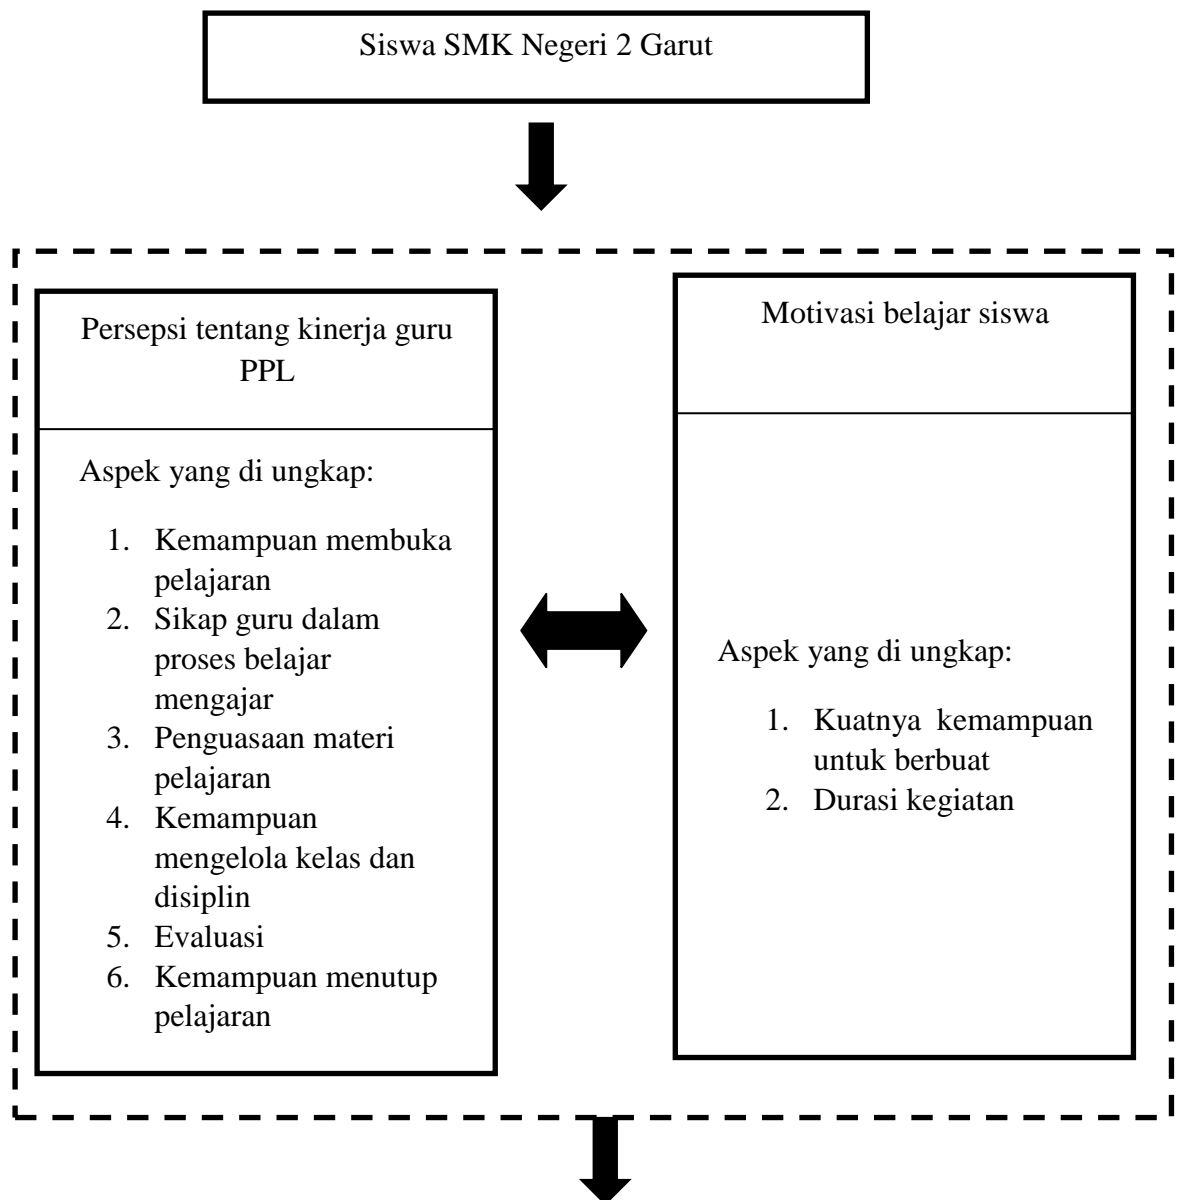 Siswa SMK Negeri 2 Garut
Persepsi tentang kinerja guru
PPL
Aspek yang di ungkap:
1. Kemampuan membuka
pelajaran
2. Sikap guru dalam
proses belajar
mengajar
3. Penguasaan materi
pelajaran
4. Kemampuan
mengelola kelas dan
disiplin
5. Evaluasi
6. Kemampuan menutup
pelajaran
Motivasi belajar siswa
Aspek yang di ungkap:
1. Kuatnya kemampuan
untuk berbuat
2. Durasi kegiatan